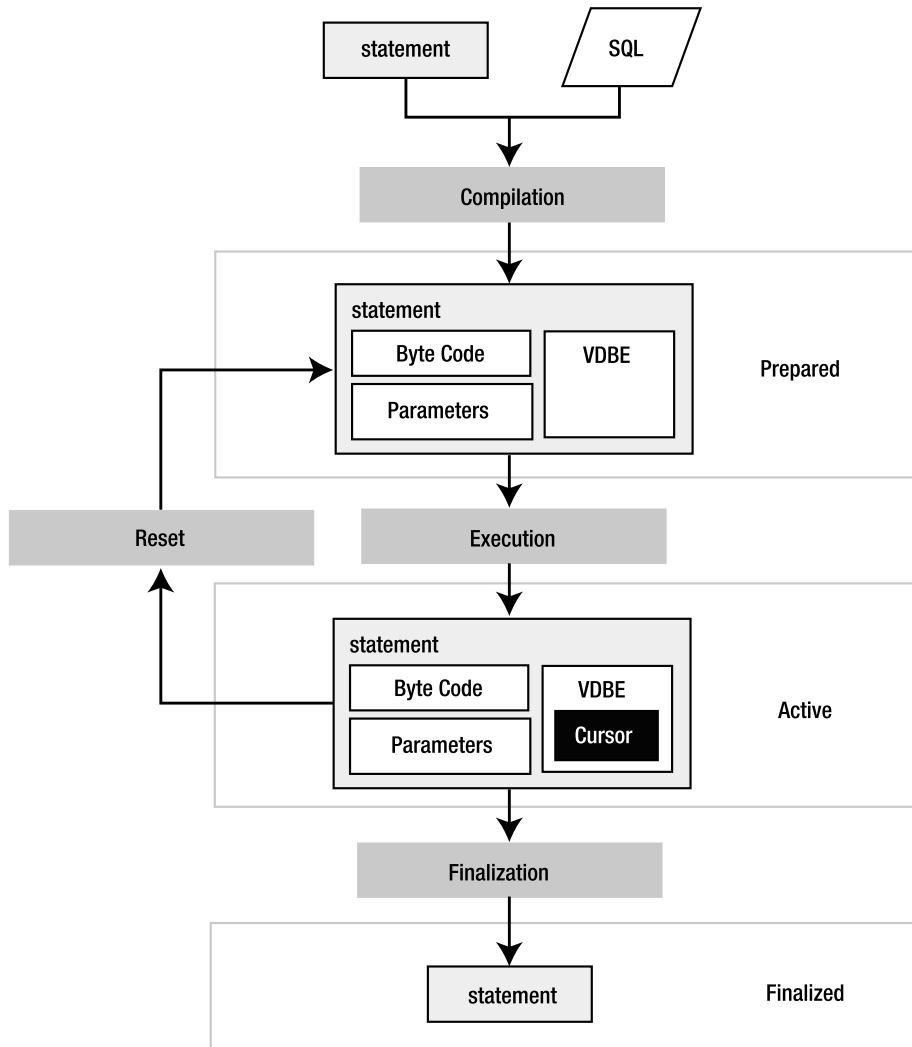 statement
SQL
Compilation
statement
Byte Code
VDBE
Parameters
Prepared
Reset
Execution
statement
Byte Code
VDBE
Parameters
Cursor
Active
Finalization
statement
Finalized